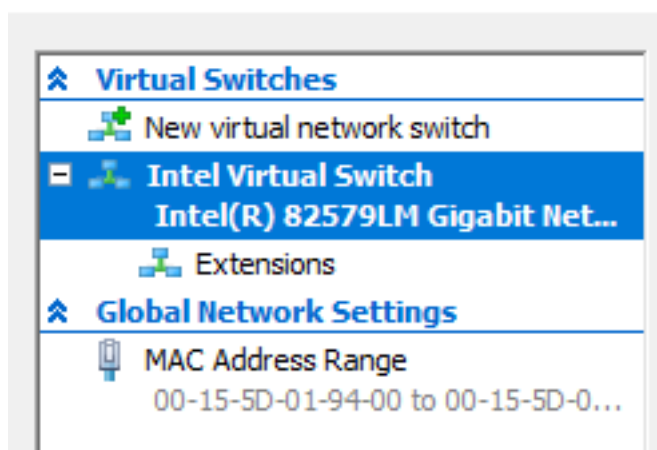 Virtual Switches
New virtual network switch
Intel Virtual Switch
Intel(R) 82579LM Gigabit Net...
Extensions
Global Network Settings
MAC Address Range
00-15-5D-01-94-00 to 00-15-5D-0...